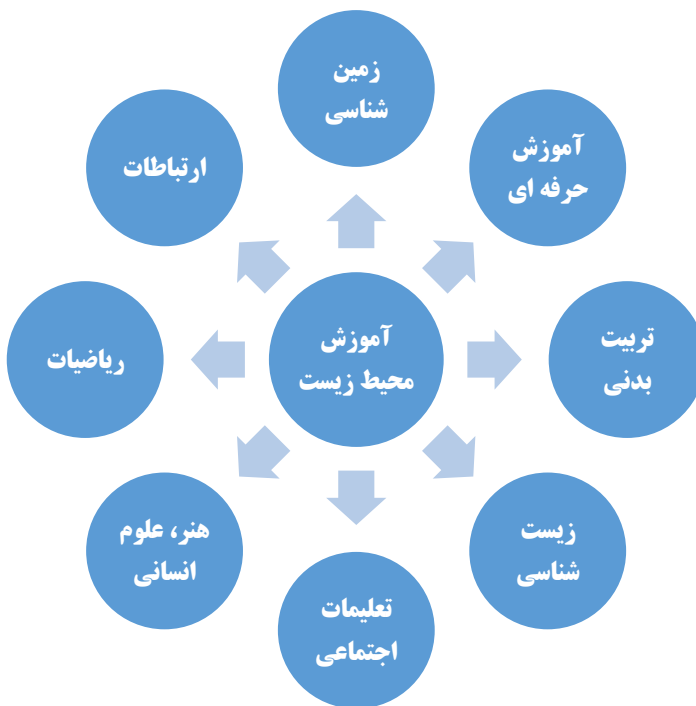 زمین
شناسی
آموزش
حرفه ای
تربیت
بدنی
زیست
شناسی
تعلیمات
اجتماعی
هنر، علوم
انسانی
ریاضیات
ارتباطات
آموزش
محیط زیست